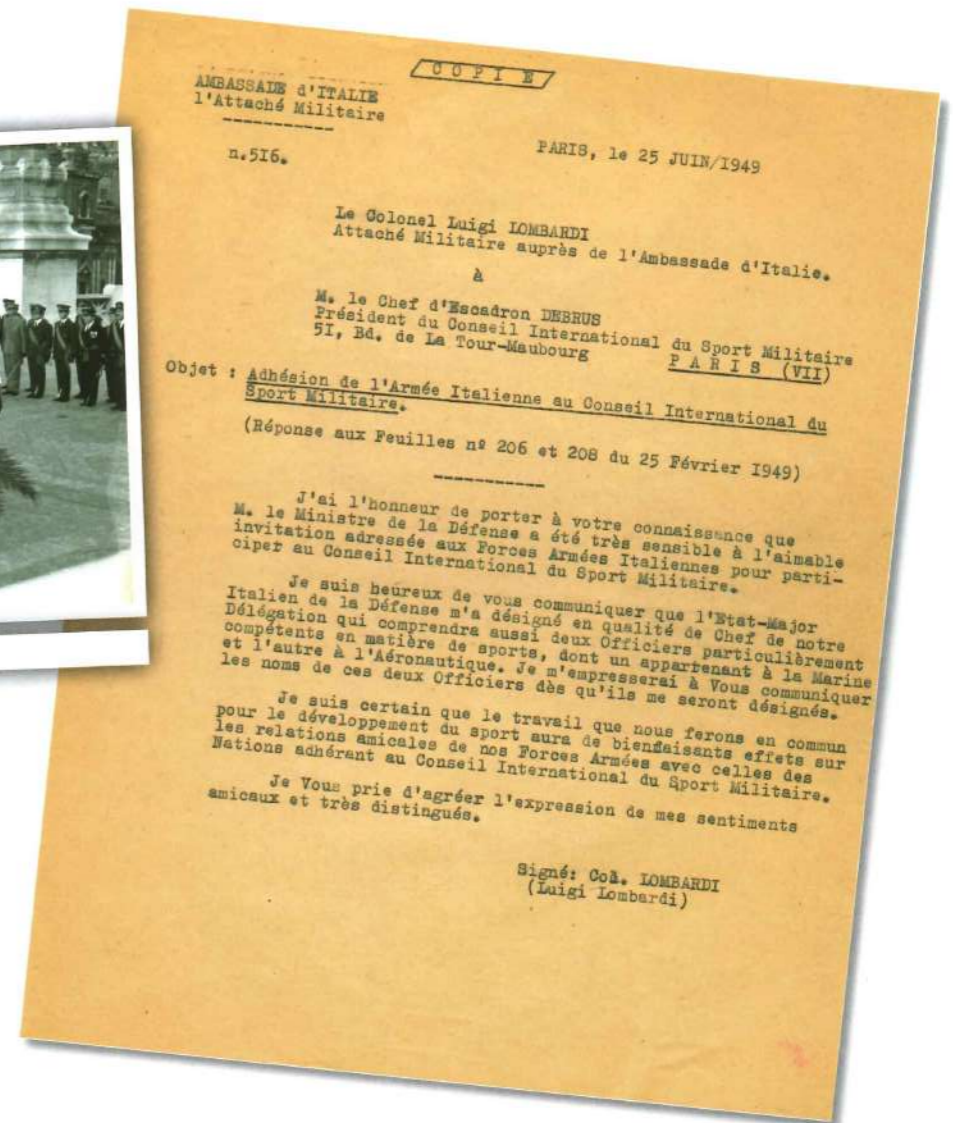 COPIE
AMBASSADE d'ITALIE
l'Attaché Militaire
-----------
n.5I6.
PARIS, le 25 JUIN/I949
Le Colonel Luigi LOMBARDI
Attaché Militaire auprès de l'Ambassade d'Italie.
à
M. le Chef d'Escadron DEBRUS
Président du Conseil International du Sport Militaire
5I, Bd. de La Tour-Maubourg PARIS (VII)
Objet : Adhésion de l'Armée Italienne au Conseil International du
Sport Militaire.
(Réponse aux Feuilles nº 206 et 208 du 25 Février I949)
-----------
J'ai l'honneur de porter à votre connaissance que
M. le Ministre de la Défense a été très sensible à l'aimable
invitation adressée aux Forces Armées Italiennes pour parti-
ciper au Conseil International du Sport Militaire.
Je suis heureux de vous communiquer que l'Etat-Major
Italien de la Défense m'a désigné en qualité de Chef de notre
Délégation qui comprendra aussi deux Officiers particulièrement
compétents en matière de sports, dont un appartenant à la Marine
et l'autre à l'Aéronautique. Je m'empresserai à Vous communiquer
les noms de ces deux Officiers dès qu'ils me seront désignés.
Je suis certain que le travail que nous ferons en commun
pour le développement du sport aura de bienfaisants effets sur
les relations amicales de nos Forces Armées avec celles des
Nations adhérant au Conseil International du Sport Militaire.
Je Vous prie d'agréer l'expression de mes sentiments
amicaux et très distingués.
Signé: Col. LOMBARDI
(Luigi Lombardi)